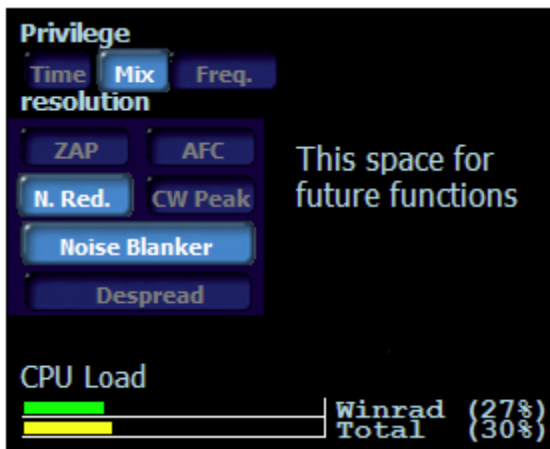 Privilege
Time Mix Freq.
resolution
ZAP AFC
This space for
N. Red. CW Peak
future functions
Noise Blanker
Despread
CPU Load
Winrad (27%)
Total (30%)